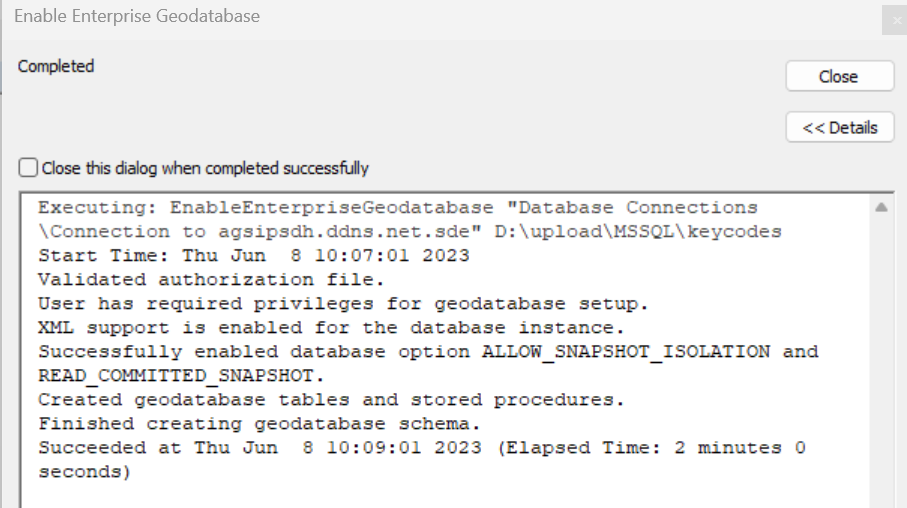 Enable Enterprise Geodatabase
Completed
Close
<< Details
Close this dialog when completed successfully
Executing: EnableEnterpriseGeodatabase "Database Connections
\Connection to agsipsdh.ddns.net.sde" D:\upload\MSSQL\keycodes
Start Time: Thu Jun  8 10:07:01 2023
Validated authorization file.
User has required privileges for geodatabase setup.
XML support is enabled for the database instance.
Successfully enabled database option ALLOW_SNAPSHOT_ISOLATION and
READ_COMMITTED_SNAPSHOT.
Created geodatabase tables and stored procedures.
Finished creating geodatabase schema.
Succeeded at Thu Jun  8 10:09:01 2023 (Elapsed Time: 2 minutes 0
seconds)